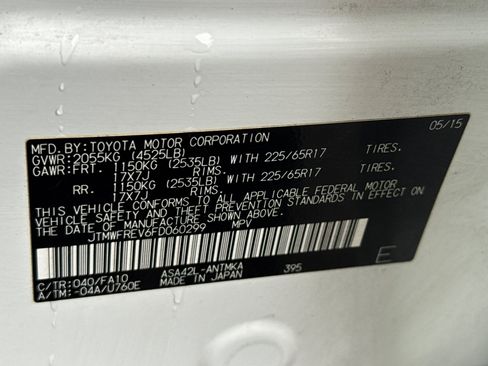 MFD.BY:TOYOTA MOTOR CORPORATION 05/15
GVWR:2055KG (4525LB)
GAWR:FRT. 1150KG (2535LB) WITH 225/65R17 TIRES.
17X7J RIMS.
RR. 1150KG (2535LB) WITH 225/65R17 TIRES.
17X7J RIMS.
THIS VEHICLE CONFORMS TO ALL APPLICABLE FEDERAL MOTOR
VEHICLE SAFETY AND THEFT PREVENTION STANDARDS IN EFFECT ON
THE DATE OF MANUFACTURE SHOWN ABOVE.
JTMWFREV6FD060299 MPV
C/TR:040/FA10 ASA42L-ANTMKA 395
A/TM:-04A/U760E MADE IN JAPAN E